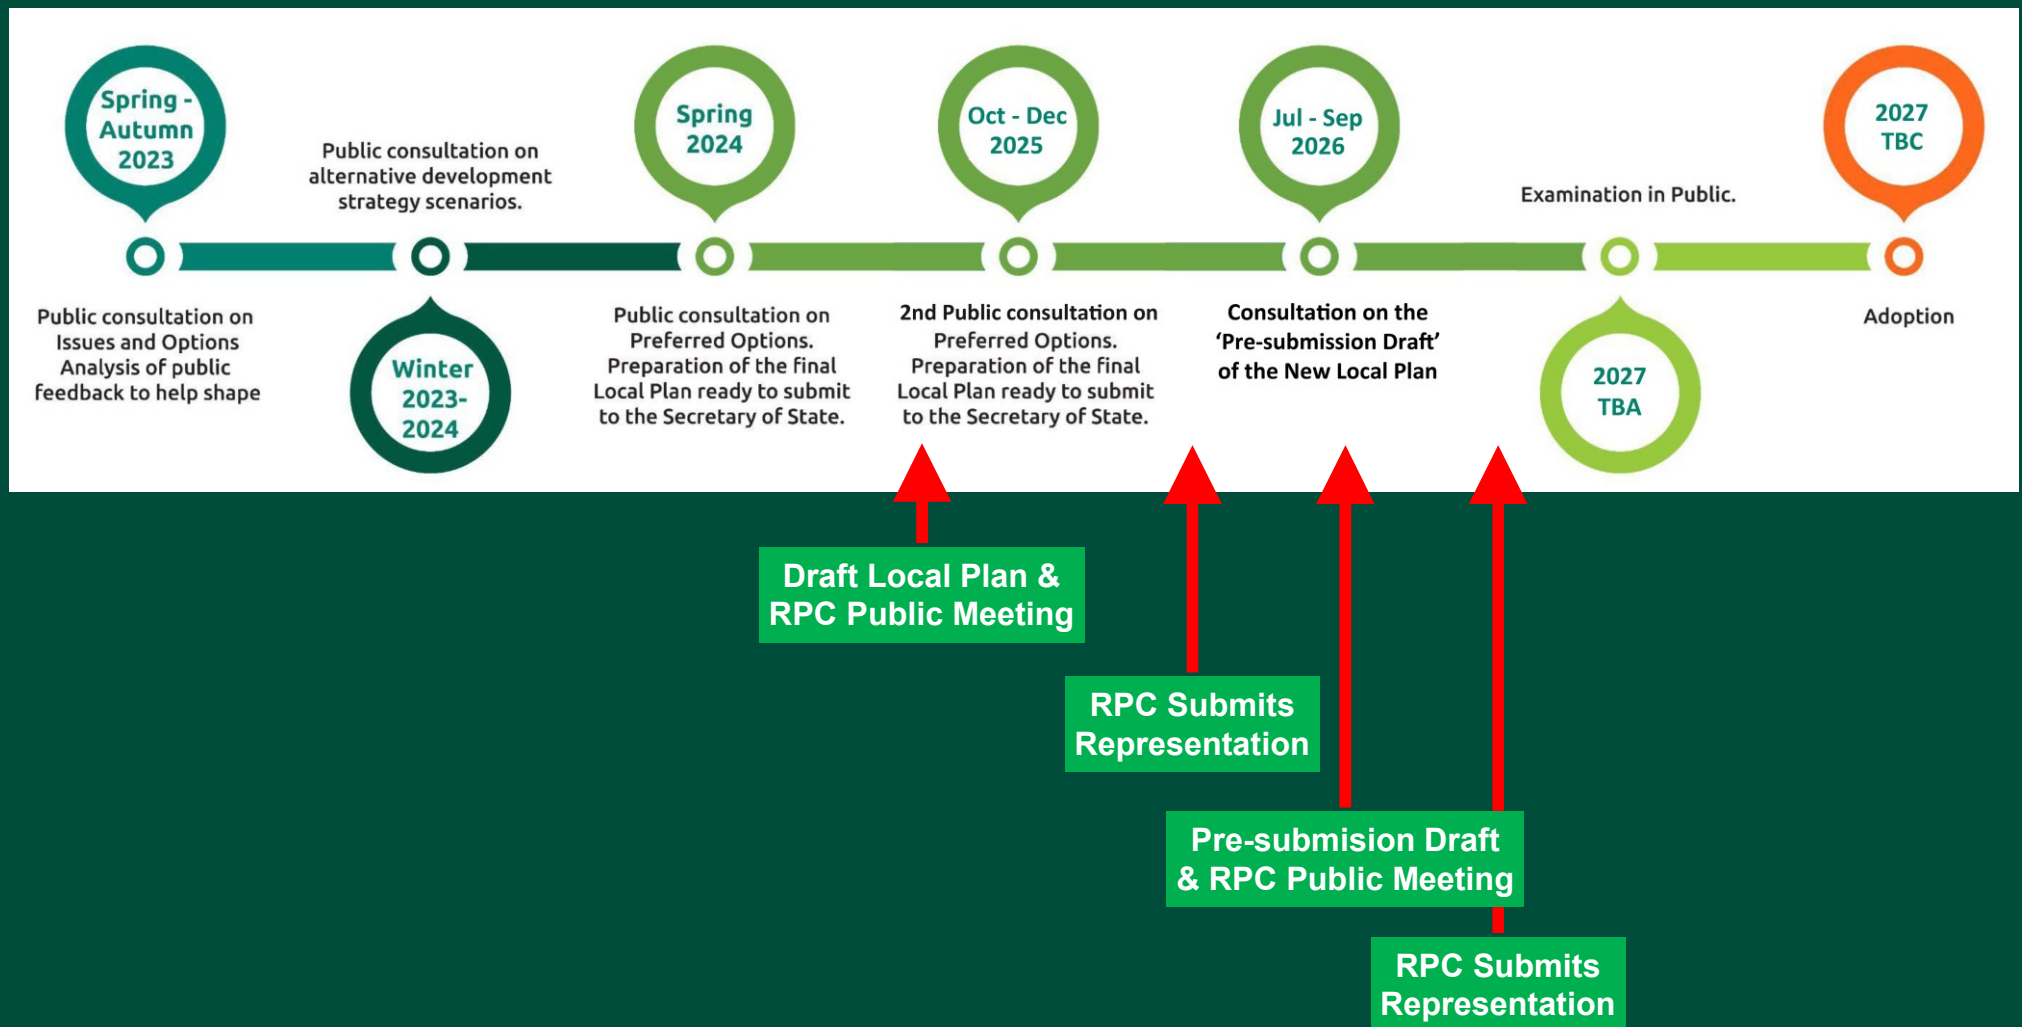 Spring -
Autumn
2023
Public consultation on
Issues and Options
Analysis of public
feedback to help shape
Public consultation on
alternative development
strategy scenarios.
Winter
2023-
2024
Spring
2024
Public consultation on
Preferred Options.
Preparation of the final
Local Plan ready to submit
to the Secretary of State.
Oct - Dec
2025
2nd Public consultation on
Preferred Options.
Preparation of the final
Local Plan ready to submit
to the Secretary of State.
Jul - Sep
2026
Consultation on the
‘Pre-submission Draft’
of the New Local Plan
Examination in Public.
2027
TBA
2027
TBC
Adoption
Draft Local Plan &
RPC Public Meeting
RPC Submits
Representation
Pre-submision Draft
& RPC Public Meeting
RPC Submits
Representation